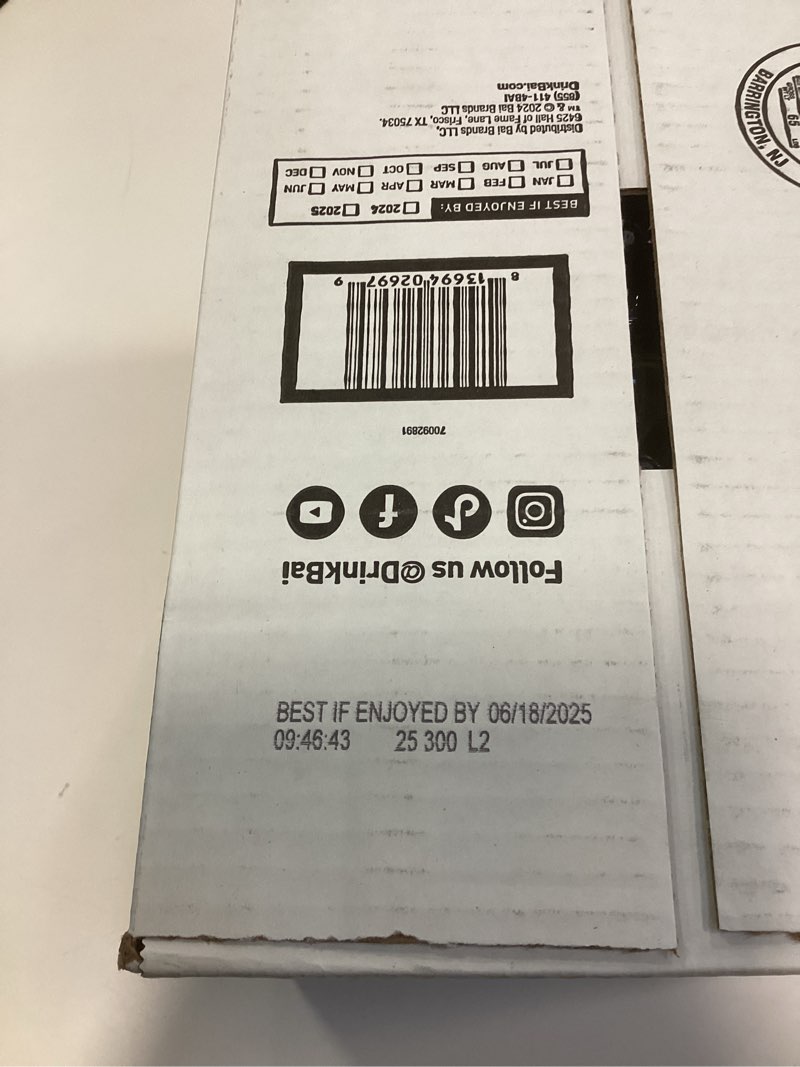 Distributed by Bai Brands LLC,
6425 Hall of Fame Lane, Frisco, TX 75034.
™ & © 2024 Bai Brands LLC
(855) 411-4BAI
DrinkBai.com
BEST IF ENJOYED BY: 2024 2025
JAN FEB MAR APR MAY JUN
JUL AUG SEP OCT NOV DEC
8 13694 02697 9
70092891
Follow us @DrinkBai
BEST IF ENJOYED BY 06/18/2025
09:46:43 25 300 L2
BARRINGTON
65